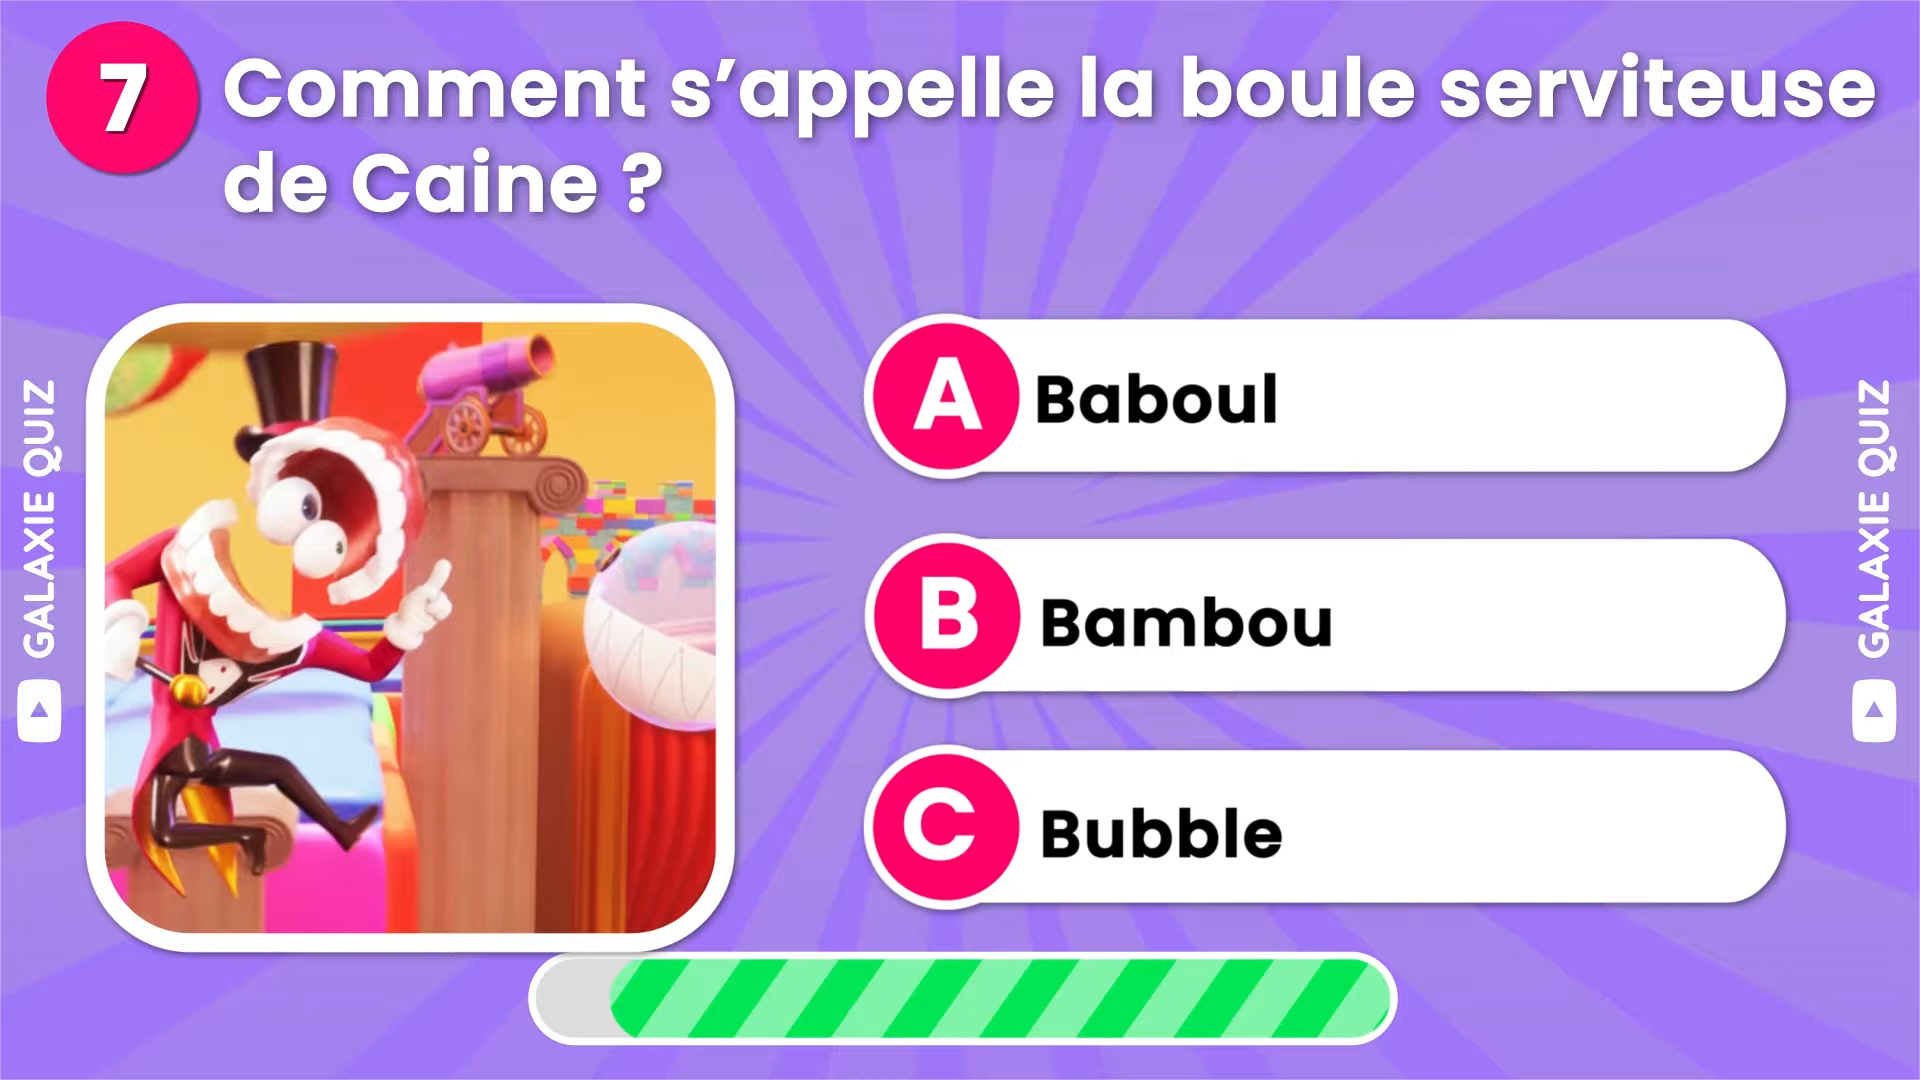 7
Comment s’appelle la boule serviteuse
de Caine ?
A Baboul
B Bambou
C Bubble
GALAXIE QUIZ
GALAXIE QUIZ